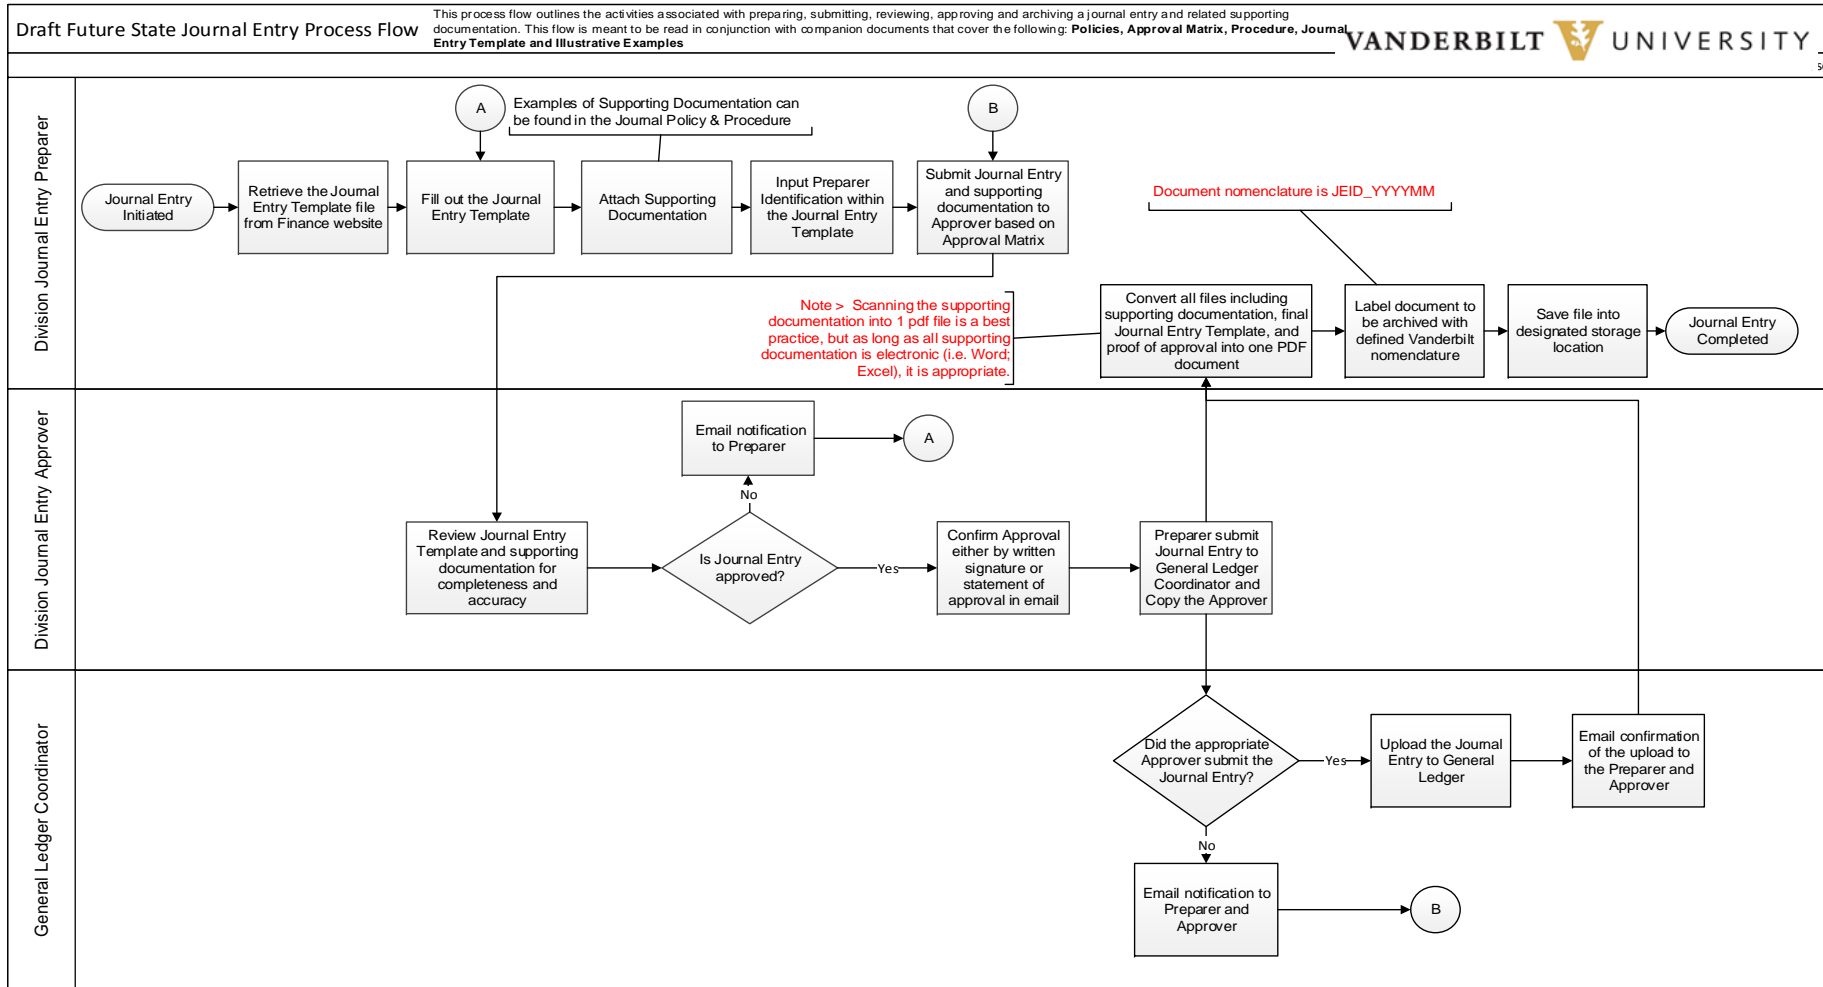 Draft Future State Journal Entry Process Flow
This process flow outlines the activities associated with preparing, submitting, reviewing, approving and archiving a journal entry and related supporting
documentation. This flow is meant to be read in conjunction with companion documents that cover the following: Policies, Approval Matrix, Procedure, Journal
Entry Template and Illustrative Examples
VANDERBILT V UNIVERSITY
Division Journal Entry Preparer
A
Examples of Supporting Documentation can
be found in the Journal Policy & Procedure
B
Journal Entry
Initiated
Retrieve the Journal
Entry Template file
from Finance website
Fill out the Journal
Entry Template
Attach Supporting
Documentation
Input Preparer
Identification within
the Journal Entry
Template
Submit Journal Entry
and supporting
documentation to
Approver based on
Approval Matrix
Document nomenclature is JEID_YYYYMM
Note > Scanning the supporting
documentation into 1 pdf file is a best
practice, but as long as all supporting
documentation is electronic (i.e. Word;
Excel), it is appropriate.
Convert all files including
supporting documentation, final
Journal Entry Template, and
proof of approval into one PDF
document
Label document to
be archived with
defined Vanderbilt
nomenclature
Save file into
designated storage
location
Journal Entry
Completed
Division Journal Entry Approver
Email notification
to Preparer
A
No
Review Journal Entry
Template and supporting
documentation for
completeness and
accuracy
Is Journal Entry
approved?
Yes
Confirm Approval
either by written
signature or
statement of
approval in email
Preparer submit
Journal Entry to
General Ledger
Coordinator and
Copy the Approver
General Ledger Coordinator
Did the appropriate
Approver submit the
Journal Entry?
Yes
Upload the Journal
Entry to General
Ledger
Email confirmation
of the upload to
the Preparer and
Approver
No
Email notification to
Preparer and
Approver
B